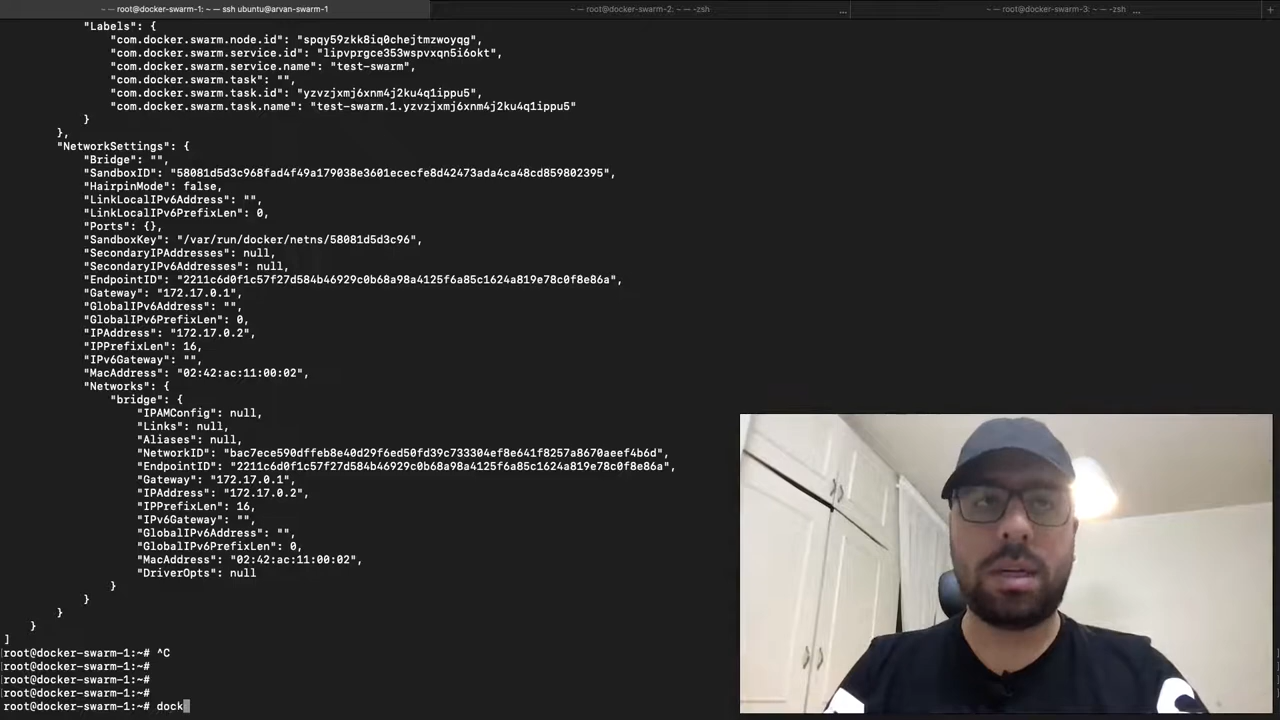 ~ — root@docker-swarm-1: ~ — ssh ubuntu@arvan-swarm-1
~ — root@docker-swarm-2: ~ — -zsh ...
~ — root@docker-swarm-3: ~ — -zsh ... +
"Labels": {
"com.docker.swarm.node.id": "spqy59zkk8iq0chejtmzwoyqg",
"com.docker.swarm.service.id": "lipvprgce353wspvxqn5i6okt",
"com.docker.swarm.service.name": "test-swarm",
"com.docker.swarm.task": "",
"com.docker.swarm.task.id": "yzvzjxmj6xnm4j2ku4q1ippu5",
"com.docker.swarm.task.name": "test-swarm.1.yzvzjxmj6xnm4j2ku4q1ippu5"
}
},
"NetworkSettings": {
"Bridge": "",
"SandboxID": "58081d5d3c968fad4f49a179038e3601ececfe8d42473ada4ca48cd859802395",
"HairpinMode": false,
"LinkLocalIPv6Address": "",
"LinkLocalIPv6PrefixLen": 0,
"Ports": {},
"SandboxKey": "/var/run/docker/netns/58081d5d3c96",
"SecondaryIPAddresses": null,
"SecondaryIPv6Addresses": null,
"EndpointID": "2211c6d0f1c57f27d584b46929c0b68a98a4125f6a85c1624a819e78c0f8e86a",
"Gateway": "172.17.0.1",
"GlobalIPv6Address": "",
"GlobalIPv6PrefixLen": 0,
"IPAddress": "172.17.0.2",
"IPPrefixLen": 16,
"IPv6Gateway": "",
"MacAddress": "02:42:ac:11:00:02",
"Networks": {
"bridge": {
"IPAMConfig": null,
"Links": null,
"Aliases": null,
"NetworkID": "bac7ece590dffeb8e40d29f6ed50fd39c733304ef8e641f8257a8670aeef4b6d",
"EndpointID": "2211c6d0f1c57f27d584b46929c0b68a98a4125f6a85c1624a819e78c0f8e86a",
"Gateway": "172.17.0.1",
"IPAddress": "172.17.0.2",
"IPPrefixLen": 16,
"IPv6Gateway": "",
"GlobalIPv6Address": "",
"GlobalIPv6PrefixLen": 0,
"MacAddress": "02:42:ac:11:00:02",
"DriverOpts": null
}
}
}
}
]
root@docker-swarm-1:~# ^C
root@docker-swarm-1:~#
root@docker-swarm-1:~#
root@docker-swarm-1:~#
root@docker-swarm-1:~# dock